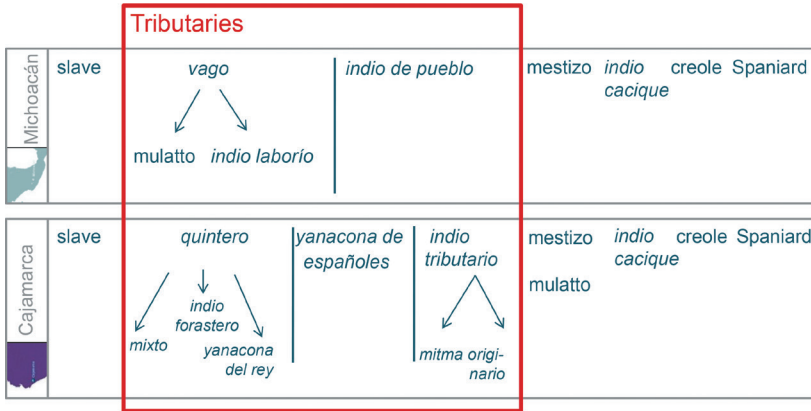 Tributaries
Michoacán
slave vago indio de pueblo mestizo indio creole Spaniard
cacique
mulatto indio laborío
Cajamarca
slave quintero yanacona de indio mestizo indio creole Spaniard
españoles tributario cacique
mulatto
indio
forastero
mixto yanacona mitma origi-
del rey nario